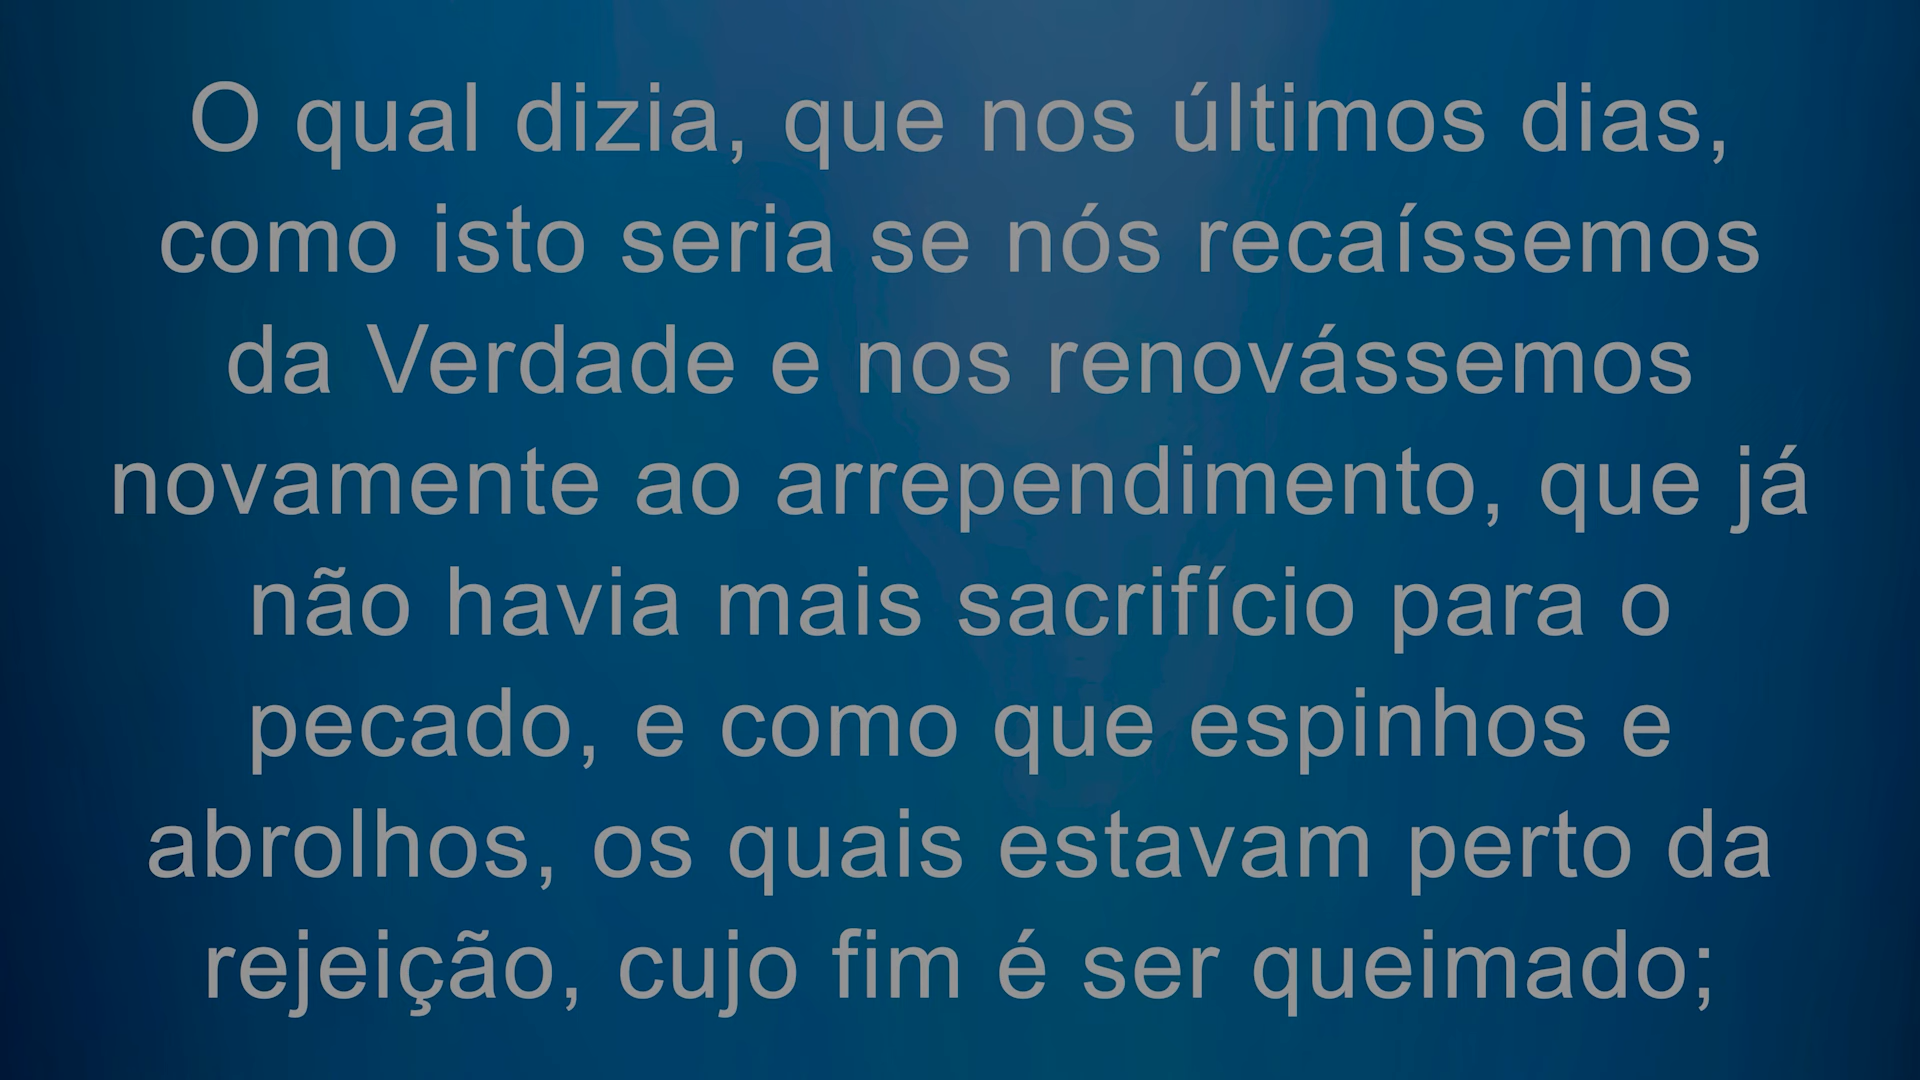 O qual dizia, que nos últimos dias,
como isto seria se nós recaíssemos
da Verdade e nos renovássemos
novamente ao arrependimento, que já
não havia mais sacrifício para o
pecado, e como que espinhos e
abrolhos, os quais estavam perto da
rejeição, cujo fim é ser queimado;